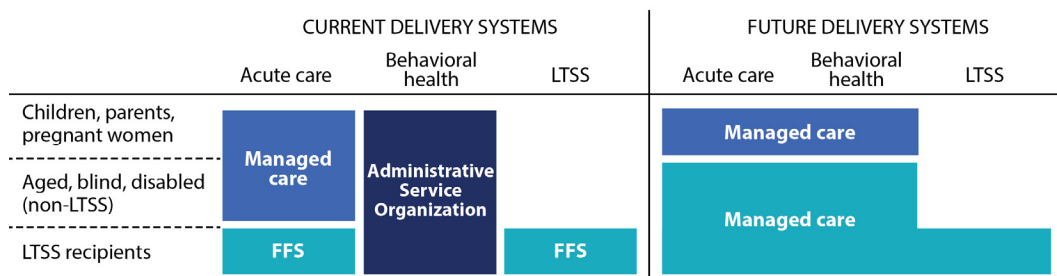 CURRENT DELIVERY SYSTEMS
FUTURE DELIVERY SYSTEMS
Acute care
Behavioral
health
LTSS
Acute care
Behavioral
health
LTSS
Children, parents,
pregnant women
Aged, blind, disabled
(non-LTSS)
LTSS recipients
Managed
care
FFS
Administrative
Service
Organization
FFS
Managed care
Managed care